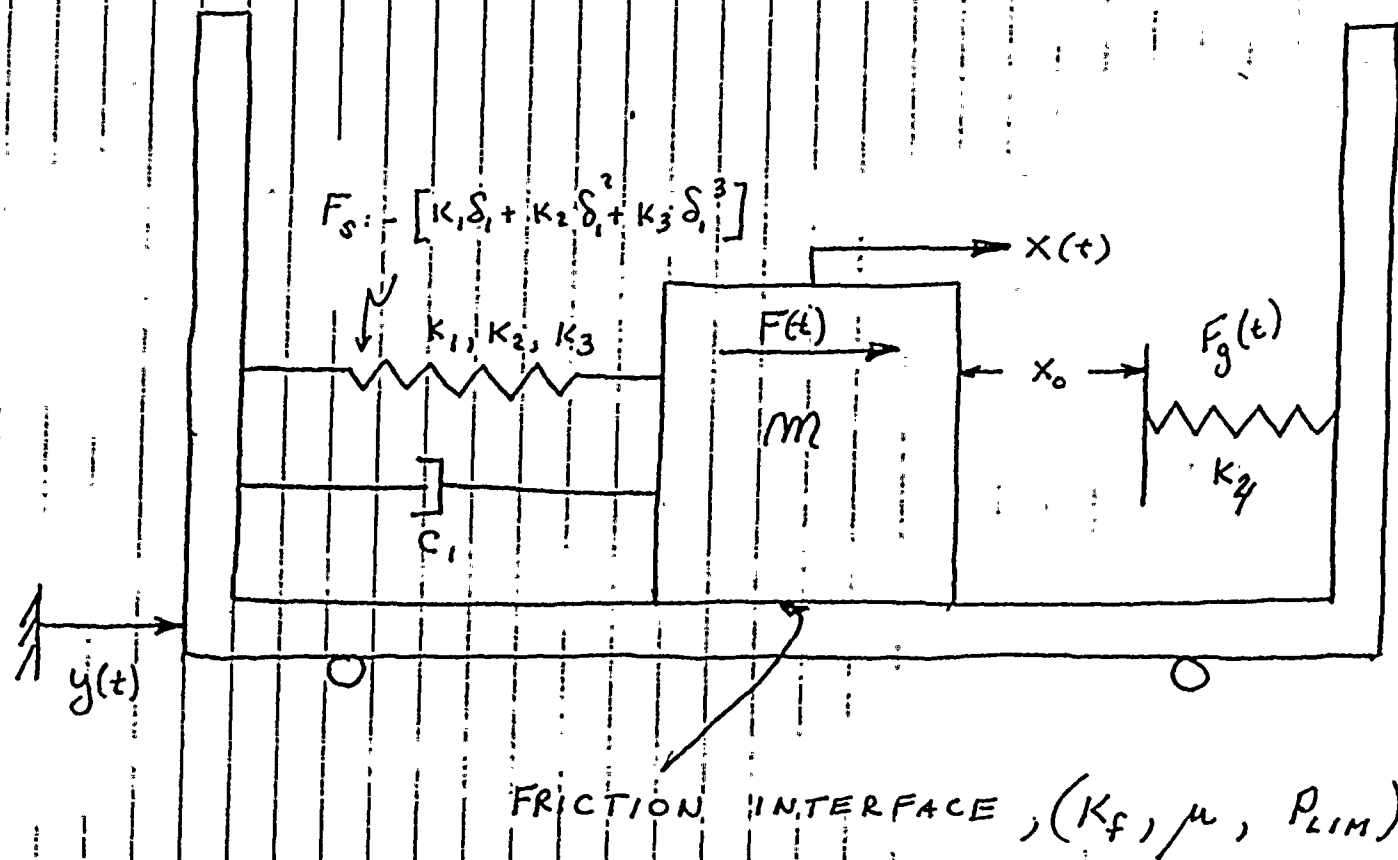 Fs = - [K₁δ₁ + K₂δ₁² + K₃δ₁³]
X(t)
K₁, K₂, K₃
F(t)
Fg(t)
X₀
m
K4
C₁
y(t)
FRICTION INTERFACE, (Kf, μ, PLIM)